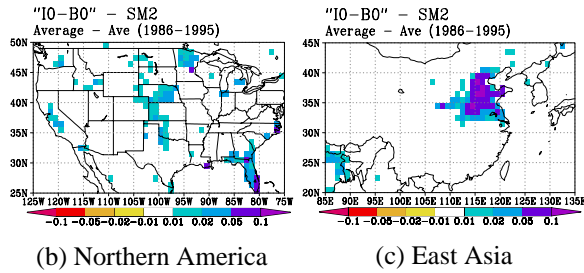 "I0-B0" - SM2
Average - Ave (1986-1995)
50N
45N
40N
35N
30N
25N
20N
125W 120W 115W 110W 105W 100W 95W 90W 85W 80W 75W
-0.1 -0.05 -0.02 -0.01 0.01 0.02 0.05 0.1
(b) Northern America
"I0-B0" - SM2
Average - Ave (1986-1995)
50N
45N
40N
35N
30N
25N
85E 90E 95E 100E 105E 110E 115E 120E 125E 130E 135E
-0.1 -0.05 -0.02 -0.01 0.01 0.02 0.05 0.1
(c) East Asia